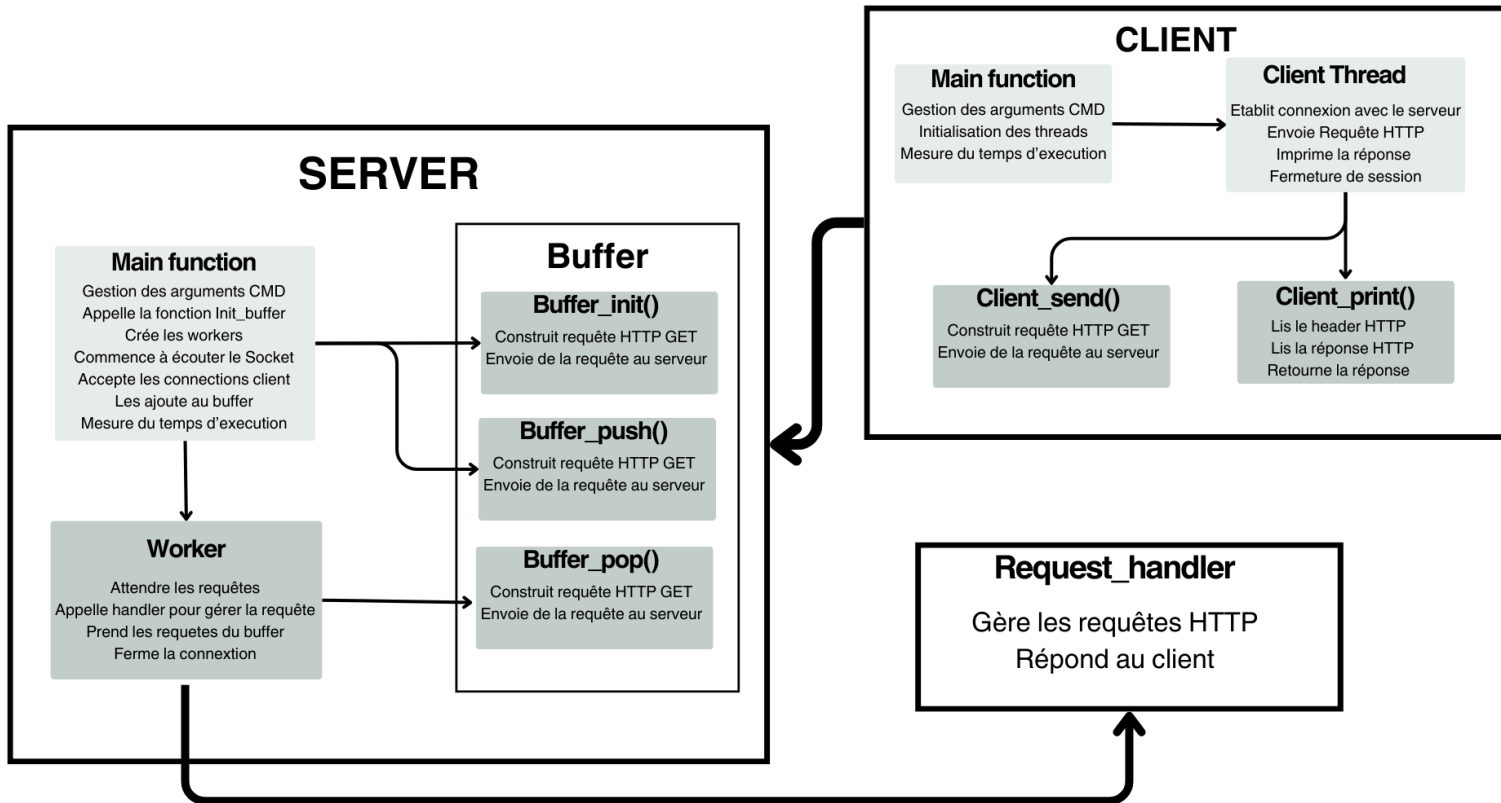 SERVER
Main function
Gestion des arguments CMD
Appelle la fonction Init_buffer
Crée les workers
Commence à écouter le Socket
Accepte les connections client
Les ajoute au buffer
Mesure du temps d'execution
Worker
Attendre les requêtes
Appelle handler pour gérer la requête
Prend les requetes du buffer
Ferme la connextion
Buffer
Buffer_init()
Construit requête HTTP GET
Envoie de la requête au serveur
Buffer_push()
Construit requête HTTP GET
Envoie de la requête au serveur
Buffer_pop()
Construit requête HTTP GET
Envoie de la requête au serveur
CLIENT
Main function
Gestion des arguments CMD
Initialisation des threads
Mesure du temps d'execution
Client Thread
Etablit connexion avec le serveur
Envoie Requête HTTP
Imprime la réponse
Fermeture de session
Client_send()
Construit requête HTTP GET
Envoie de la requête au serveur
Client_print()
Lis le header HTTP
Lis la réponse HTTP
Retourne la réponse
Request_handler
Gère les requêtes HTTP
Répond au client